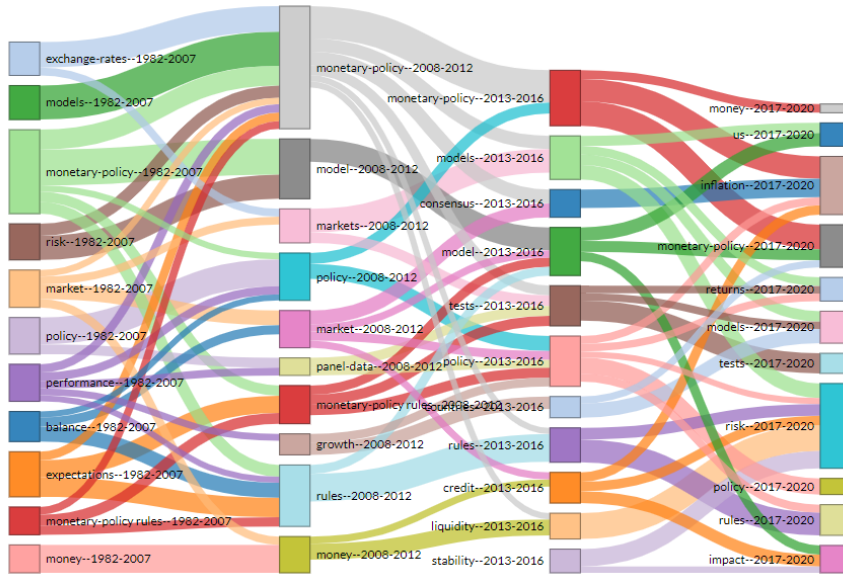 exchange-rates--1982-2007
models--1982-2007
monetary-policy--1982-2007
risk--1982-2007
market--1982-2007
policy--1982-2007
performance--1982-2007
balance--1982-2007
expectations--1982-2007
monetary-policy rules--1982-2007
money--1982-2007
monetary-policy--2008-2012
model--2008-2012
markets--2008-2012
policy--2008-2012
market--2008-2012
panel-data--2008-2012
monetary-policy rules--2008-2012
growth--2008-2012
rules--2008-2012
money--2008-2012
monetary-policy--2013-2016
models--2013-2016
consensus--2013-2016
model--2013-2016
tests--2013-2016
policy--2013-2016
countries--2013-2016
rules--2013-2016
credit--2013-2016
liquidity--2013-2016
stability--2013-2016
money--2017-2020
us--2017-2020
inflation--2017-2020
monetary-policy--2017-2020
returns--2017-2020
models--2017-2020
tests--2017-2020
risk--2017-2020
policy--2017-2020
rules--2017-2020
impact--2017-2020